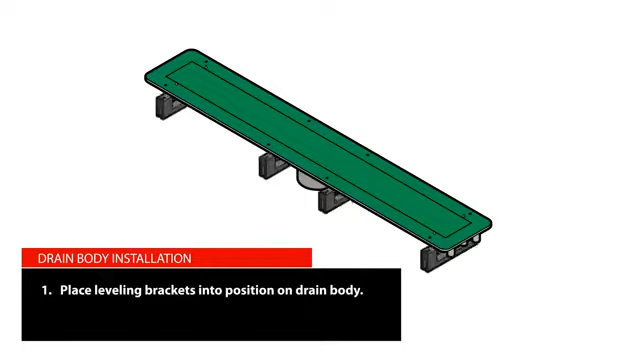 DRAIN BODY INSTALLATION
1. Place leveling brackets into position on drain body.